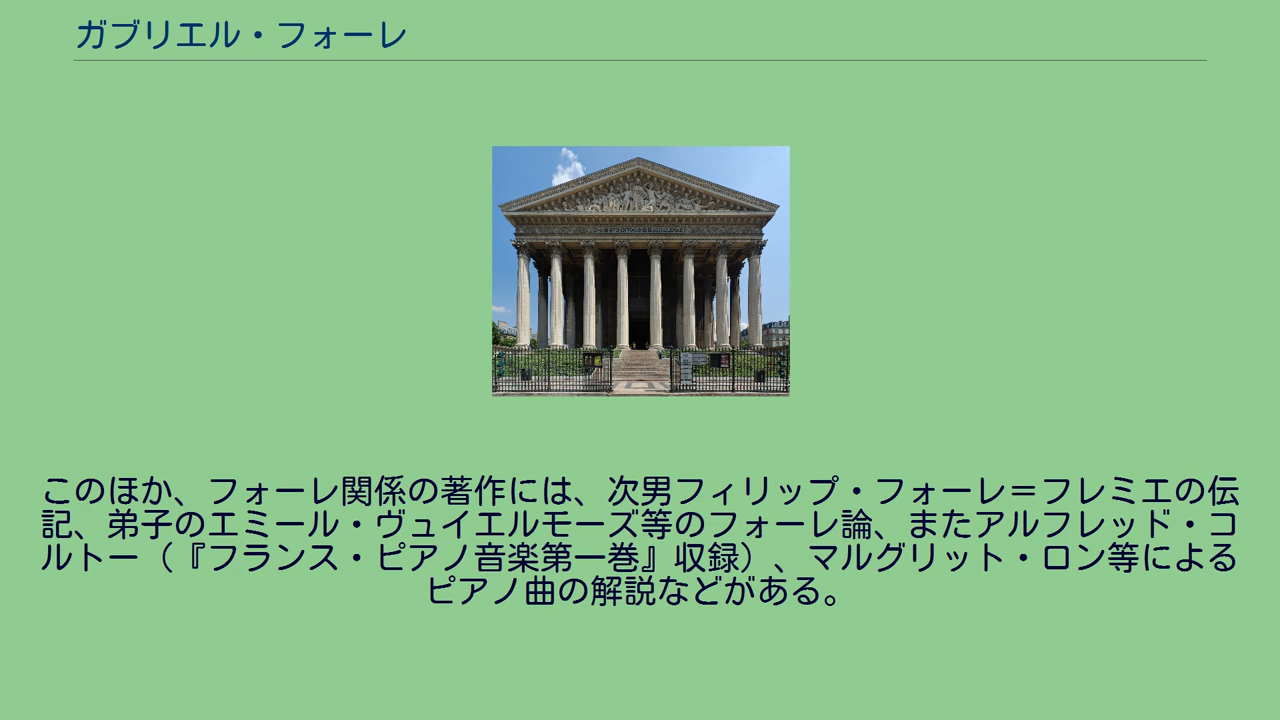 ガブリエル・フォーレ
このほか、フォーレ関係の著作には、次男フィリップ・フォーレ＝フレミエの伝
記、弟子のエミール・ヴュイエルモーズ等のフォーレ論、またアルフレッド・コ
ルトー（『フランス・ピアノ音楽第一巻』収録）、マルグリット・ロン等による
ピアノ曲の解説などがある。